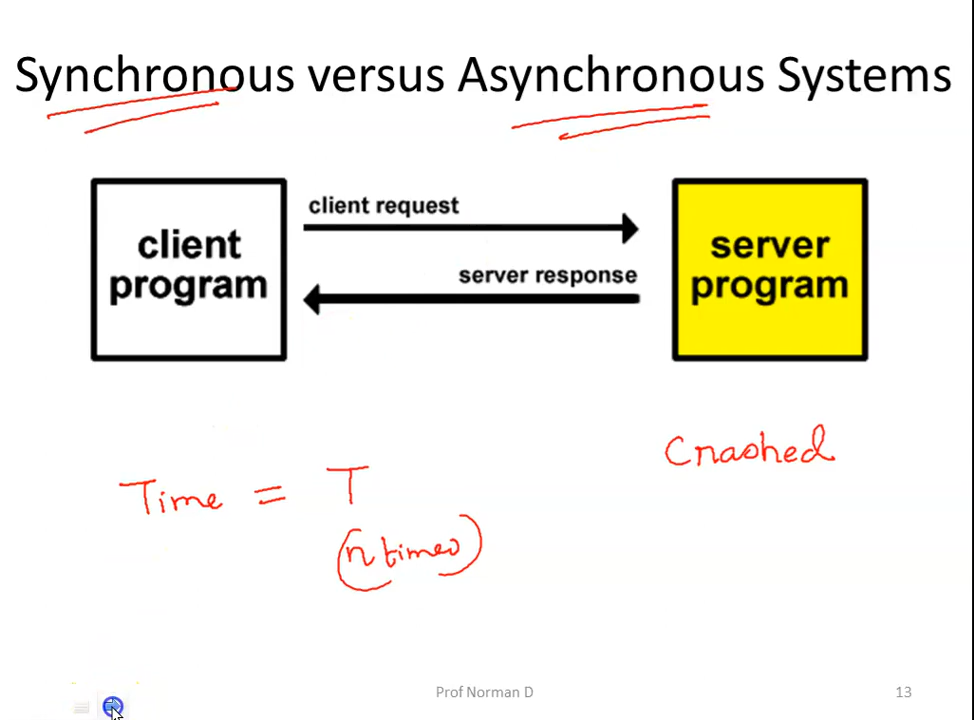 Synchronous versus Asynchronous Systems
client request
client
program
server response
server
program
Crashed
Time = T
(n times)
Prof Norman D
13